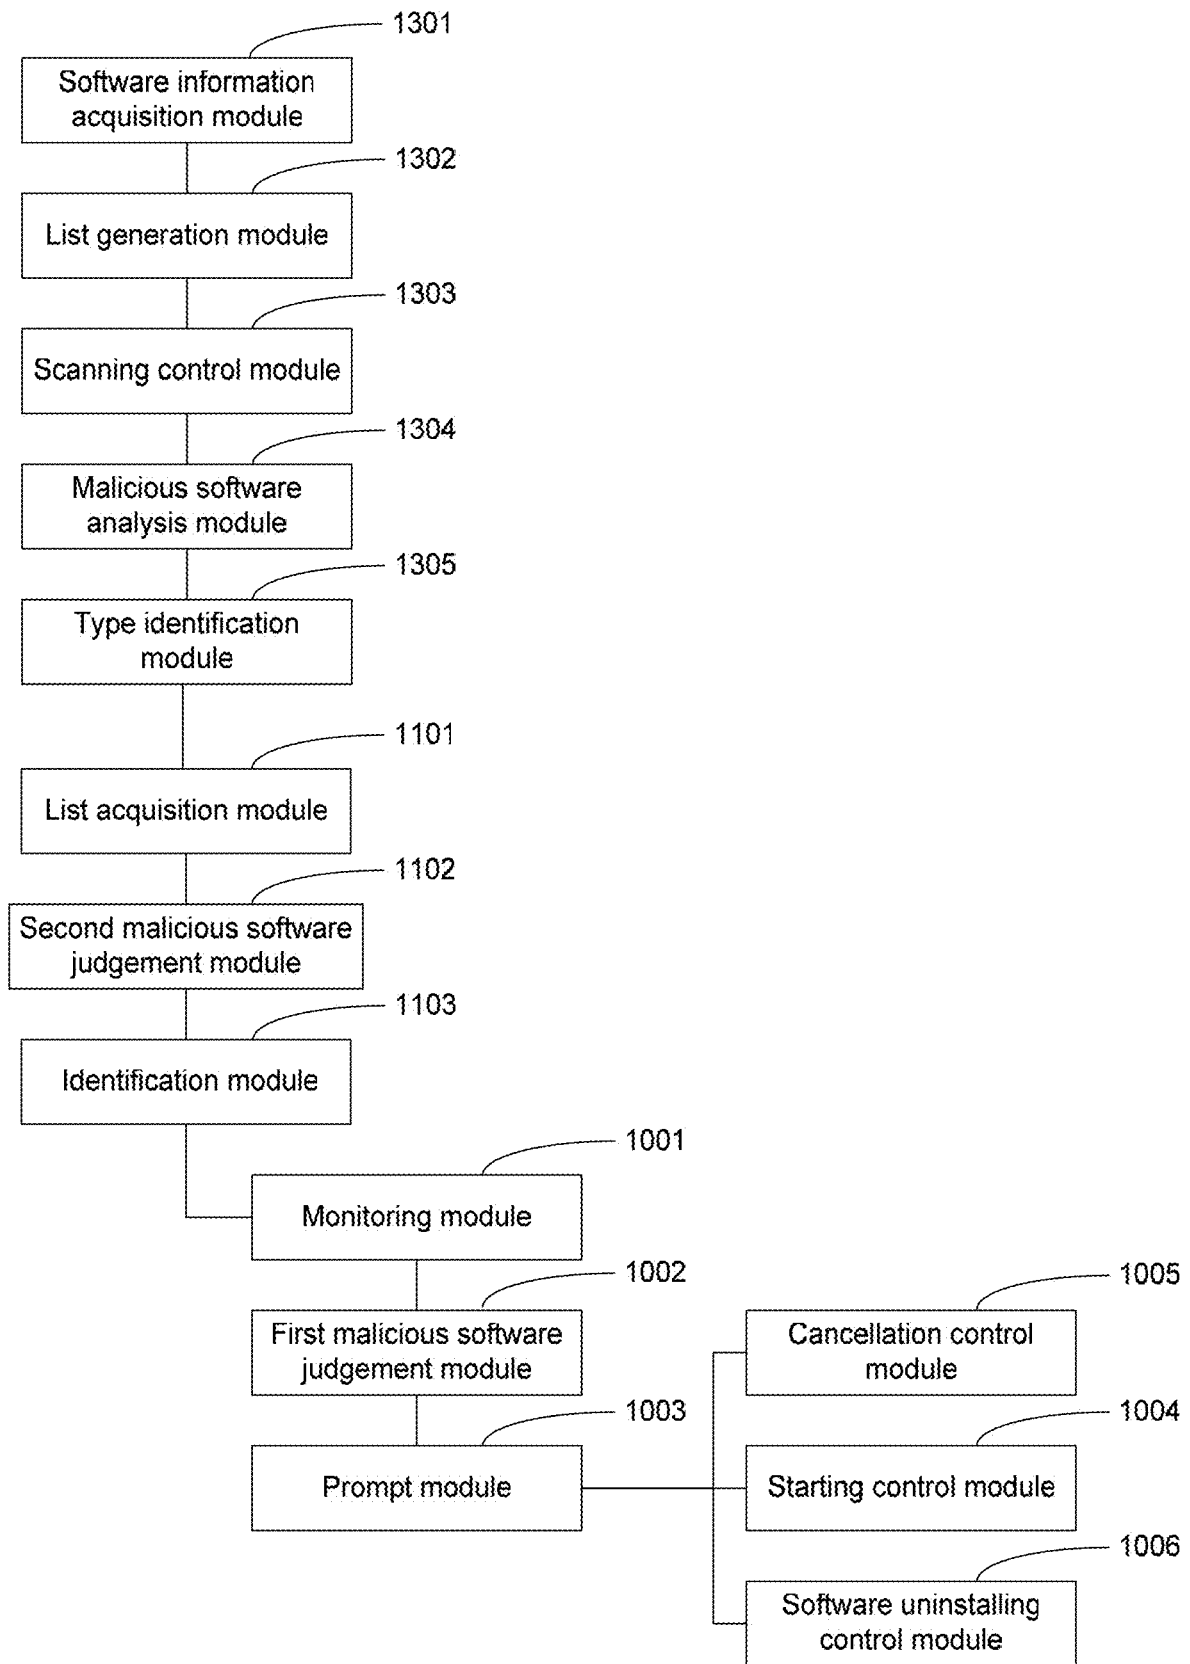 1301
Software information
acquisition module
1302
List generation module
1303
Scanning control module
1304
Malicious software
analysis module
1305
Type identification
module
1101
List acquisition module
1102
Second malicious software
judgement module
1103
Identification module
1001
Monitoring module
1002
First malicious software
judgement module
1003
Prompt module
1005
Cancellation control
module
1004
Starting control module
1006
Software uninstalling
control module